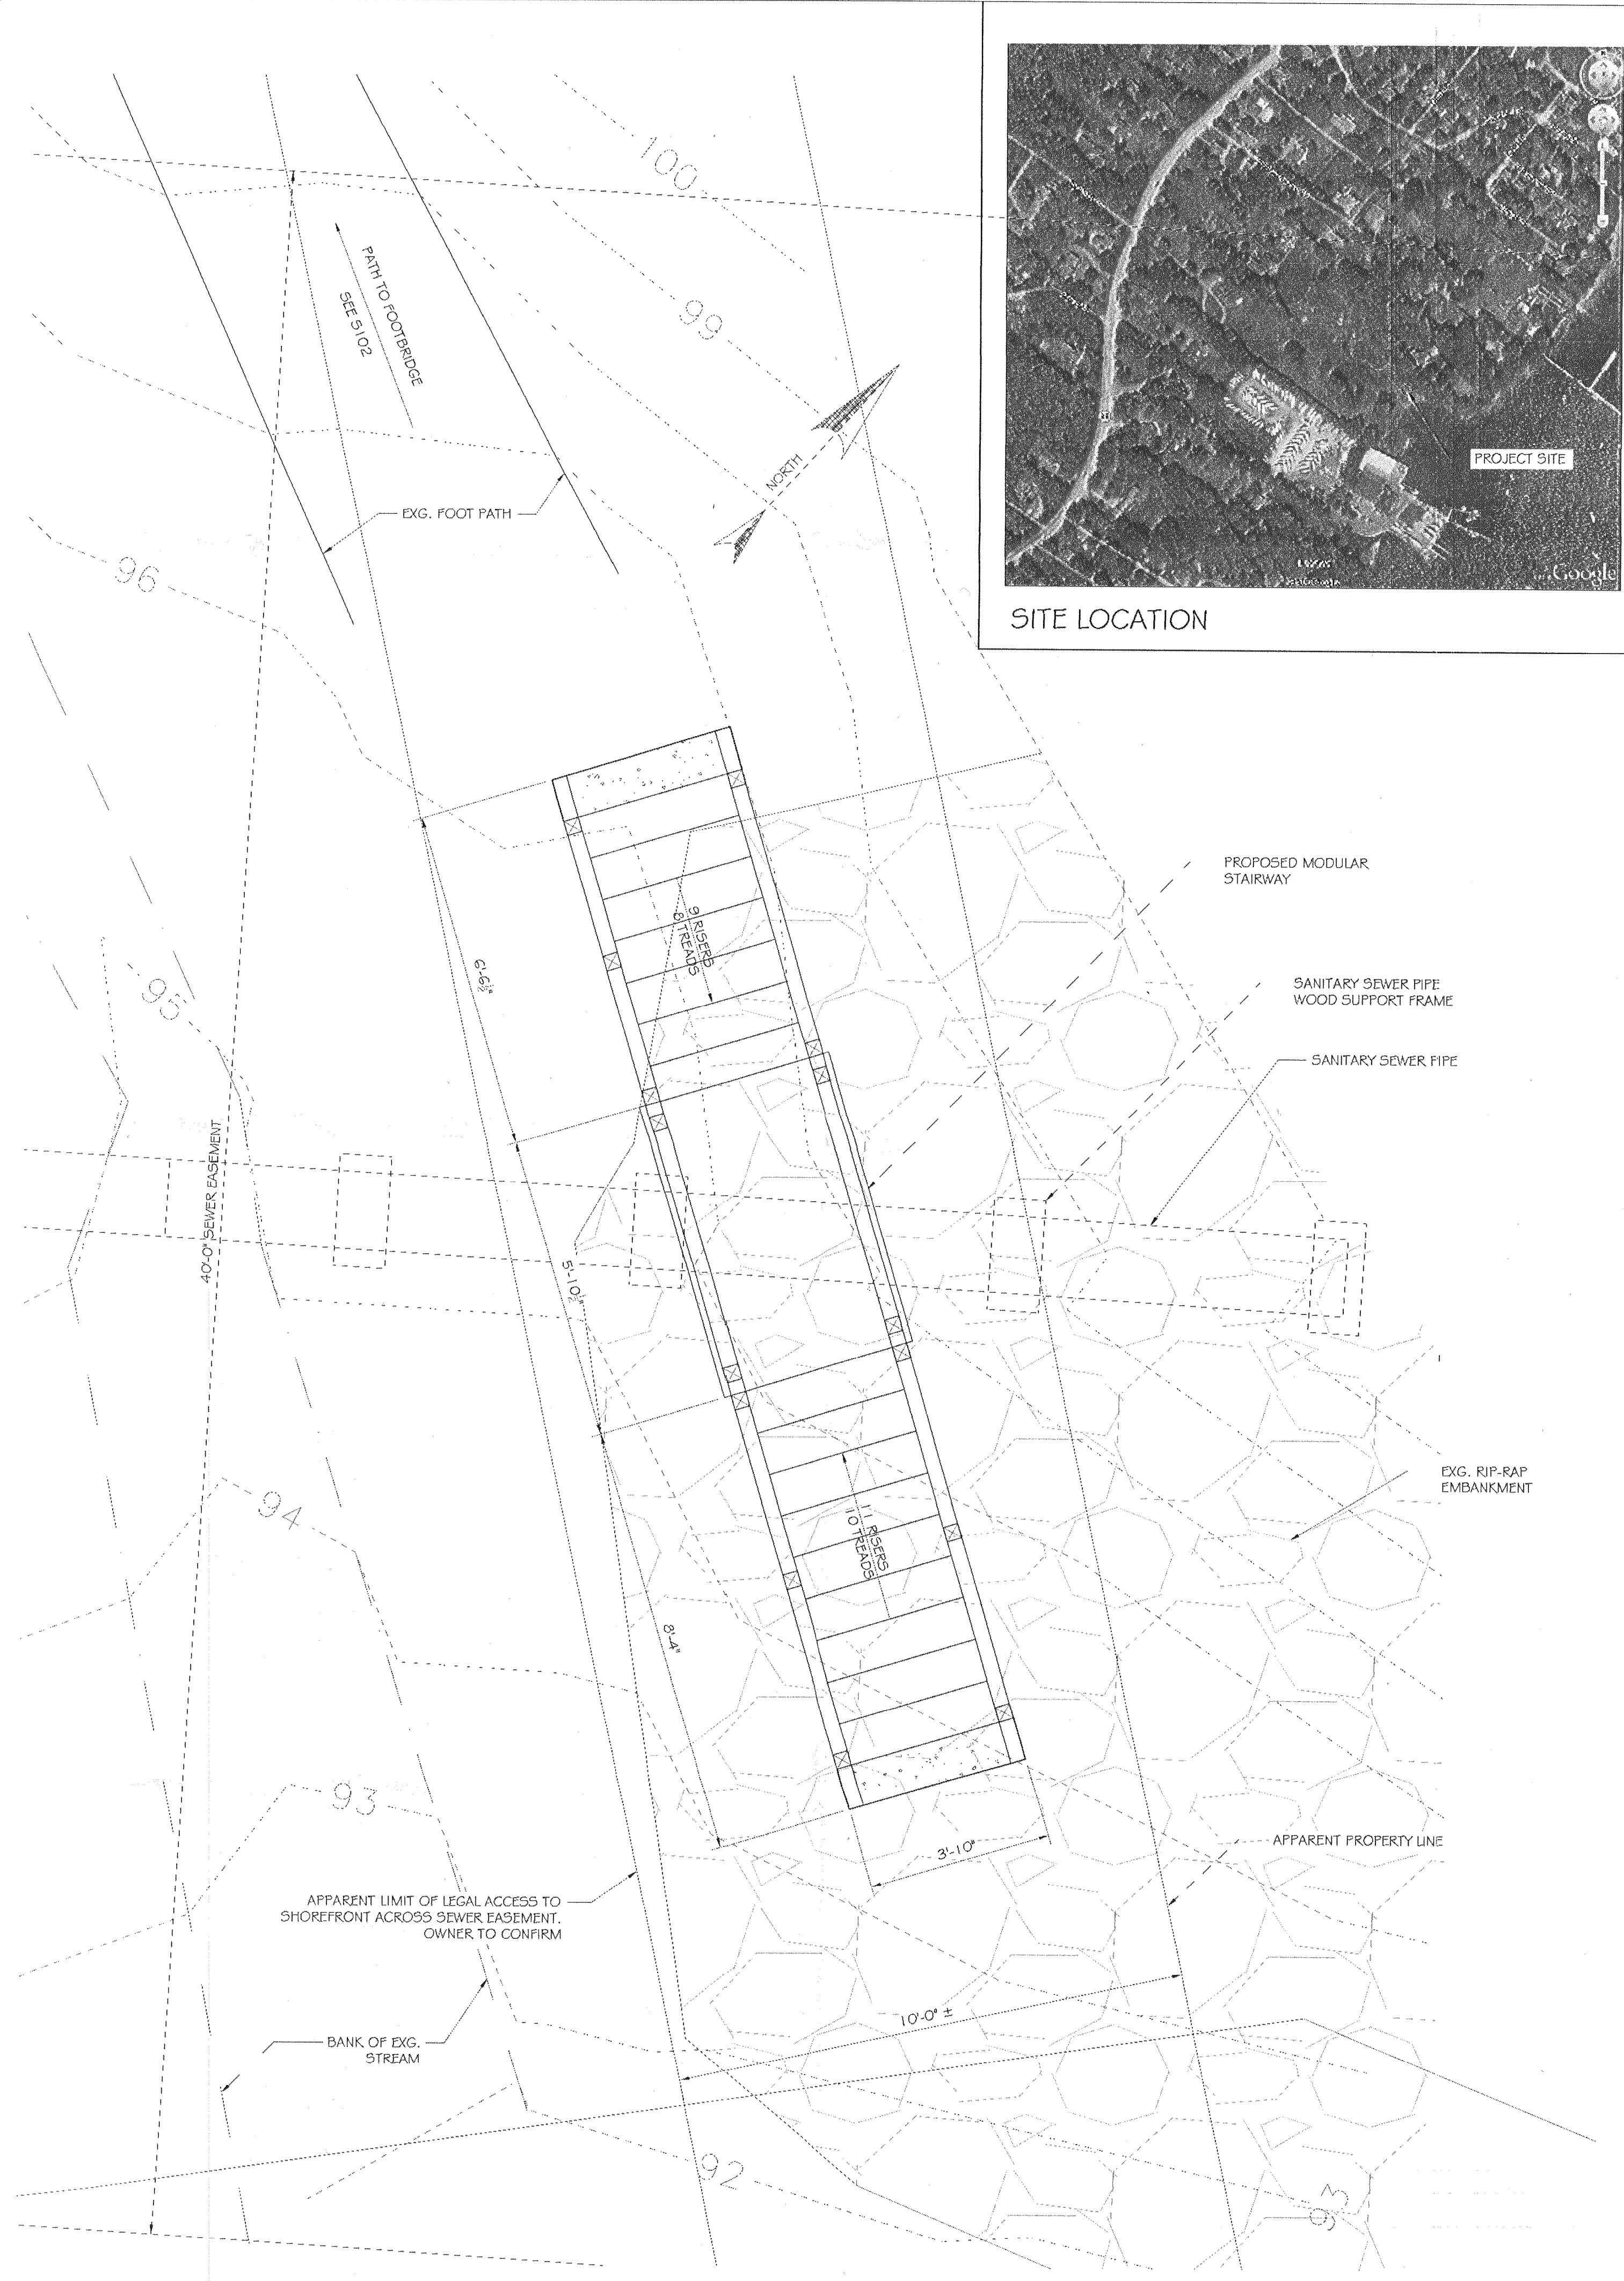 100
PATH TO FOOTBRIDGE
SEE S102
99
NORTH
PROJECT SITE
Google
SITE LOCATION
EXG. FOOT PATH
96
PROPOSED MODULAR
STAIRWAY
9 RISERS
8 TREADS
6'-6½"
95
SANITARY SEWER PIPE
WOOD SUPPORT FRAME
SANITARY SEWER PIPE
40'-0" SEWER EASEMENT
5'-10½"
94
EXG. RIP-RAP
EMBANKMENT
11 RISERS
10 TREADS
8'-4"
93
3'-10"
APPARENT PROPERTY LINE
APPARENT LIMIT OF LEGAL ACCESS TO
SHOREFRONT ACROSS SEWER EASEMENT.
OWNER TO CONFIRM
10'-0" ±
BANK OF EXG.
STREAM
92
93